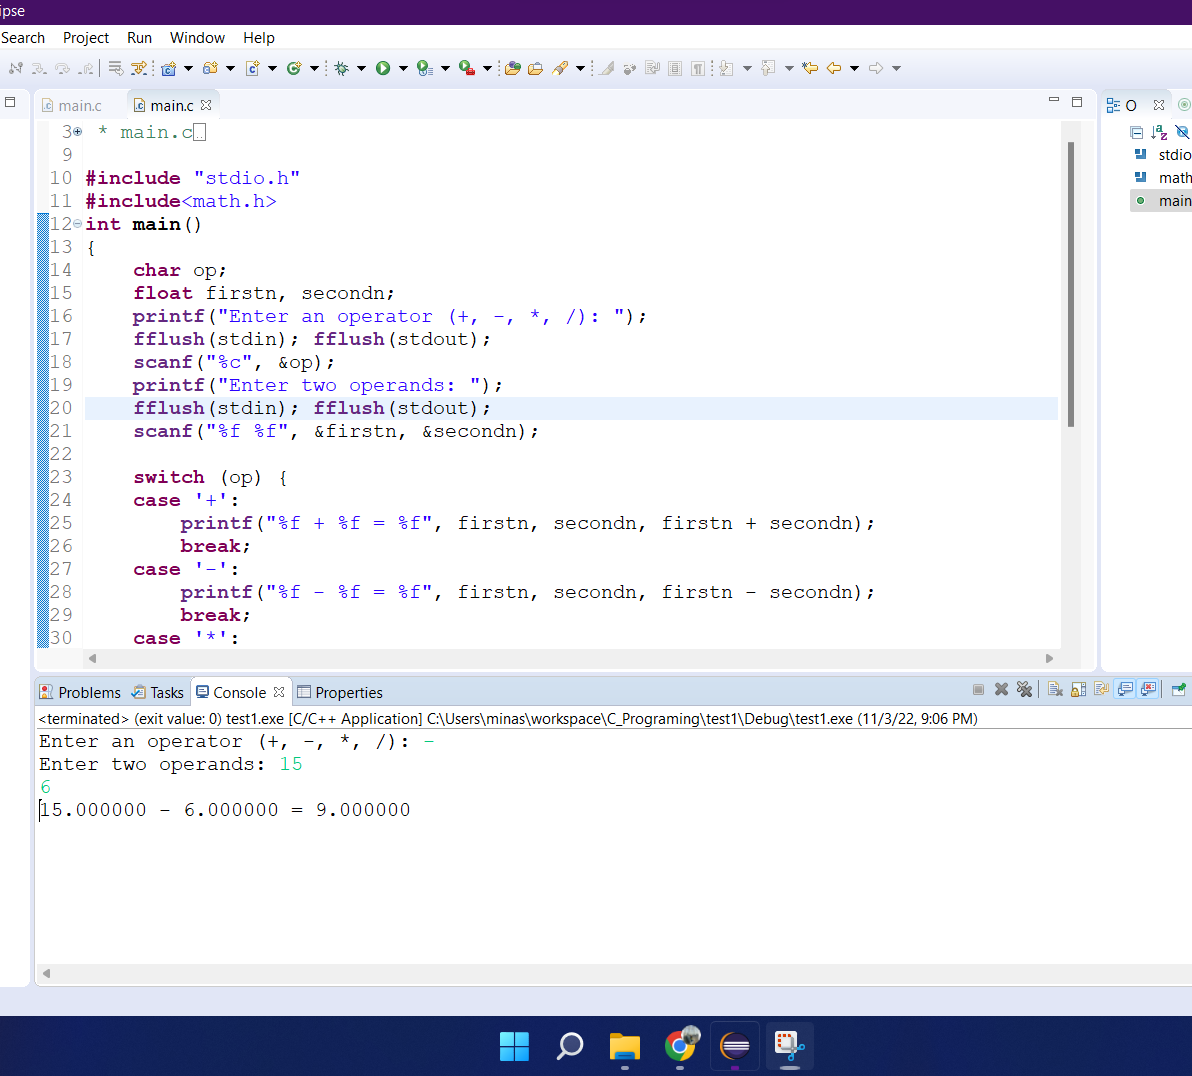 ipse
Search Project Run Window Help
main.c main.c O
3 * main.c
9
10 #include "stdio.h"
11 #include<math.h>
12 int main()
13 {
14 char op;
15 float firstn, secondn;
16 printf("Enter an operator (+, -, *, /): ");
17 fflush(stdin); fflush(stdout);
18 scanf("%c", &op);
19 printf("Enter two operands: ");
20 fflush(stdin); fflush(stdout);
21 scanf("%f %f", &firstn, &secondn);
22
23 switch (op) {
24 case '+':
25 printf("%f + %f = %f", firstn, secondn, firstn + secondn);
26 break;
27 case '-':
28 printf("%f - %f = %f", firstn, secondn, firstn - secondn);
29 break;
30 case '*':
stdio
math
main
Problems Tasks Console Properties
<terminated> (exit value: 0) test1.exe [C/C++ Application] C:\Users\minas\workspace\C_Programing\test1\Debug\test1.exe (11/3/22, 9:06 PM)
Enter an operator (+, -, *, /): -
Enter two operands: 15
6
15.000000 - 6.000000 = 9.000000